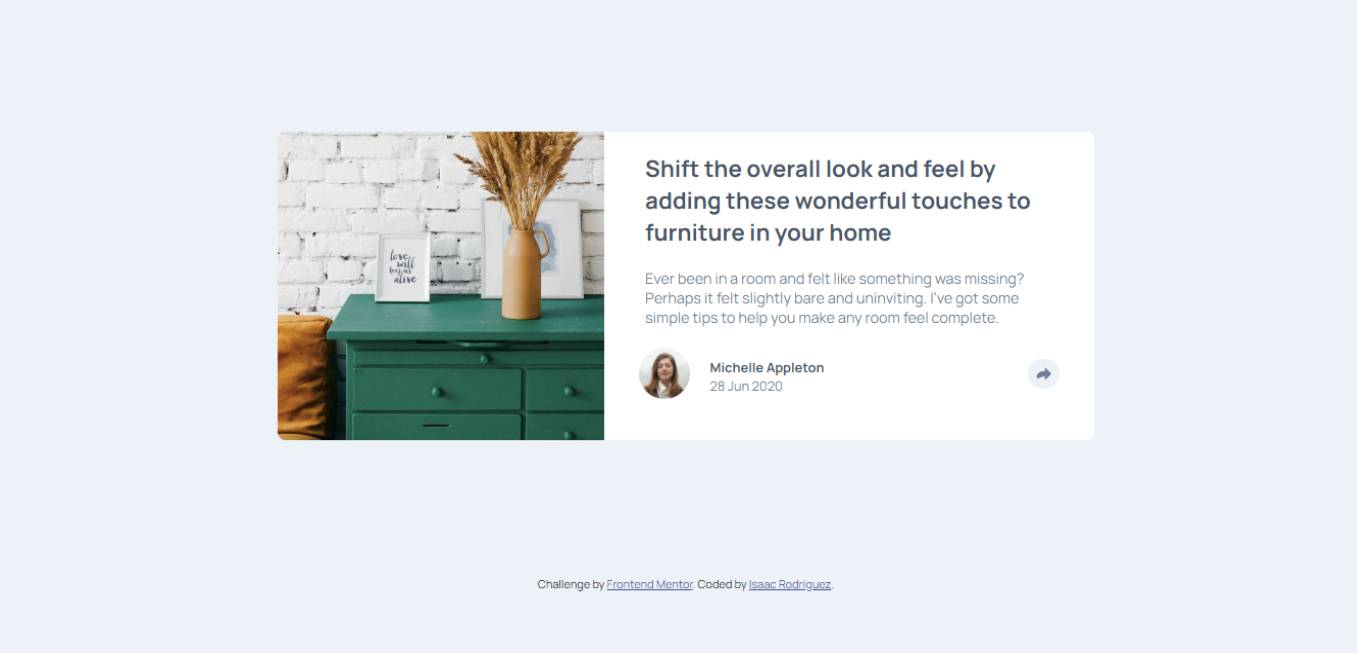 love
will
keep us
alive
Shift the overall look and feel by
adding these wonderful touches to
furniture in your home
Ever been in a room and felt like something was missing?
Perhaps it felt slightly bare and uninviting. I've got some
simple tips to help you make any room feel complete.
Michelle Appleton
28 Jun 2020
Challenge by Frontend Mentor. Coded by Isaac Rodriguez.